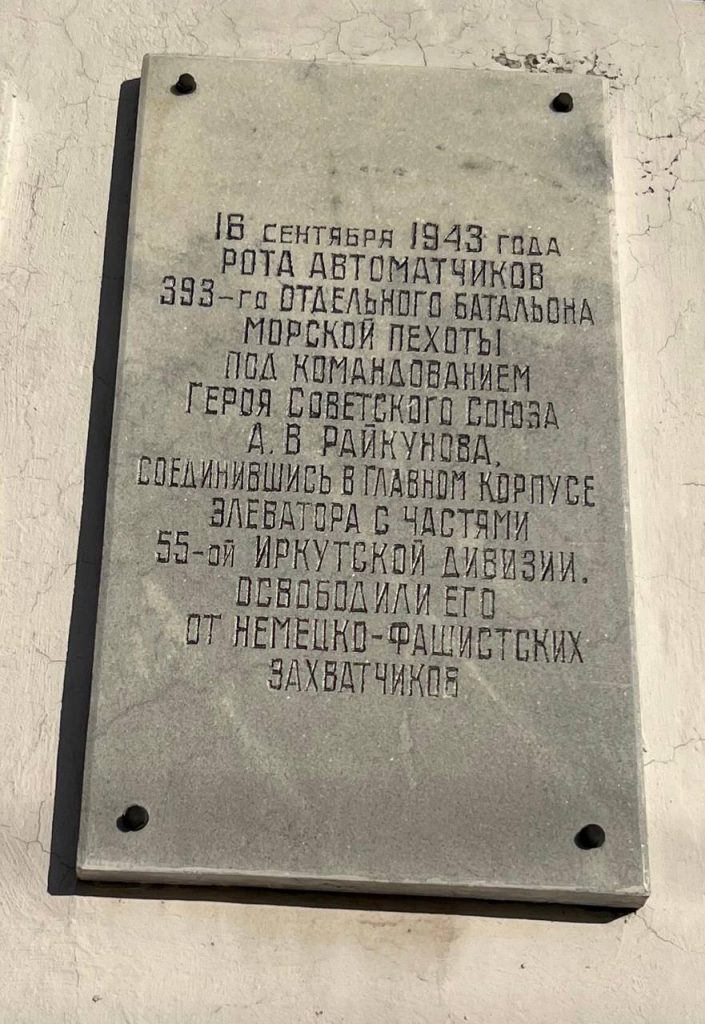 16 СЕНТЯБРЯ 1943 ГОДА
РОТА АВТОМАТЧИКОВ
393-го ОТДЕЛЬНОГО БАТАЛЬОНА
МОРСКОЙ ПЕХОТЫ
ПОД КОМАНДОВАНИЕМ
ГЕРОЯ СОВЕТСКОГО СОЮЗА
А. В РАЙКУНОВА,
СОЕДИНИВШИСЬ В ГЛАВНОМ КОРПУСЕ
ЭЛЕВАТОРА С ЧАСТЯМИ
55-ой ИРКУТСКОЙ ДИВИЗИИ.
ОСВОБОДИЛИ ЕГО
ОТ НЕМЕЦКО-ФАШИСТСКИХ
ЗАХВАТЧИКОВ